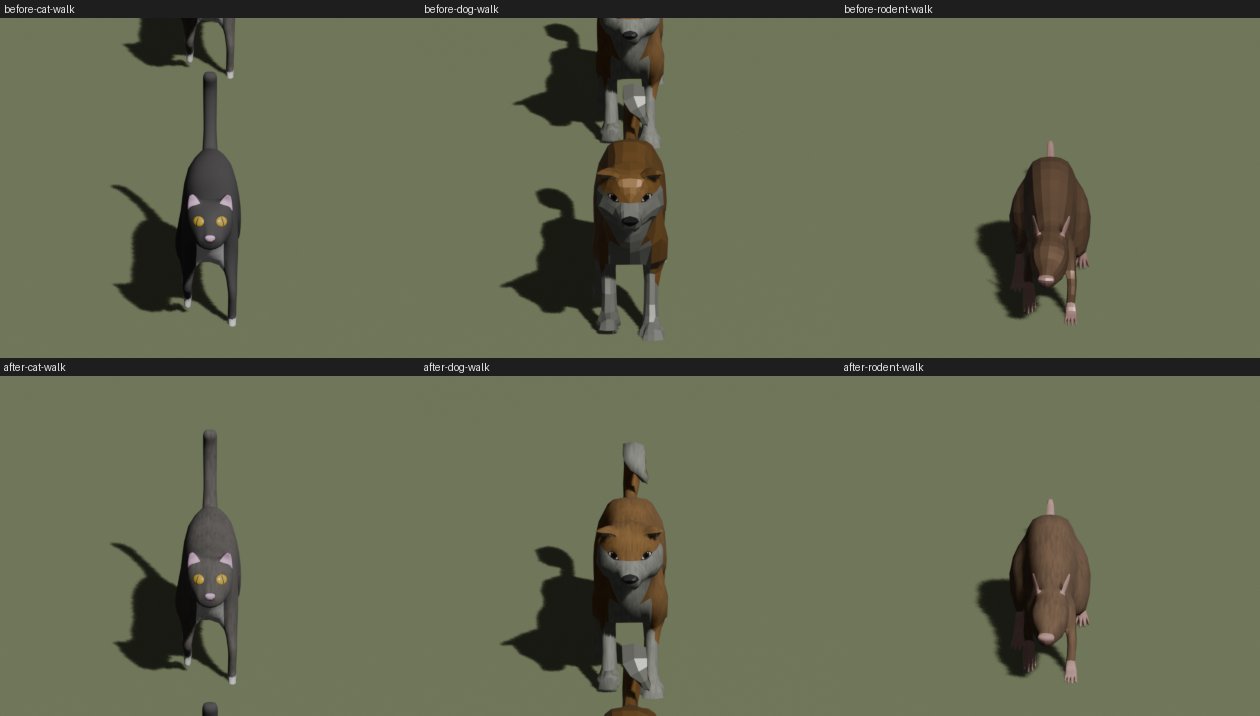 before-cat-walk
before-dog-walk
before-rodent-walk
after-cat-walk
after-dog-walk
after-rodent-walk